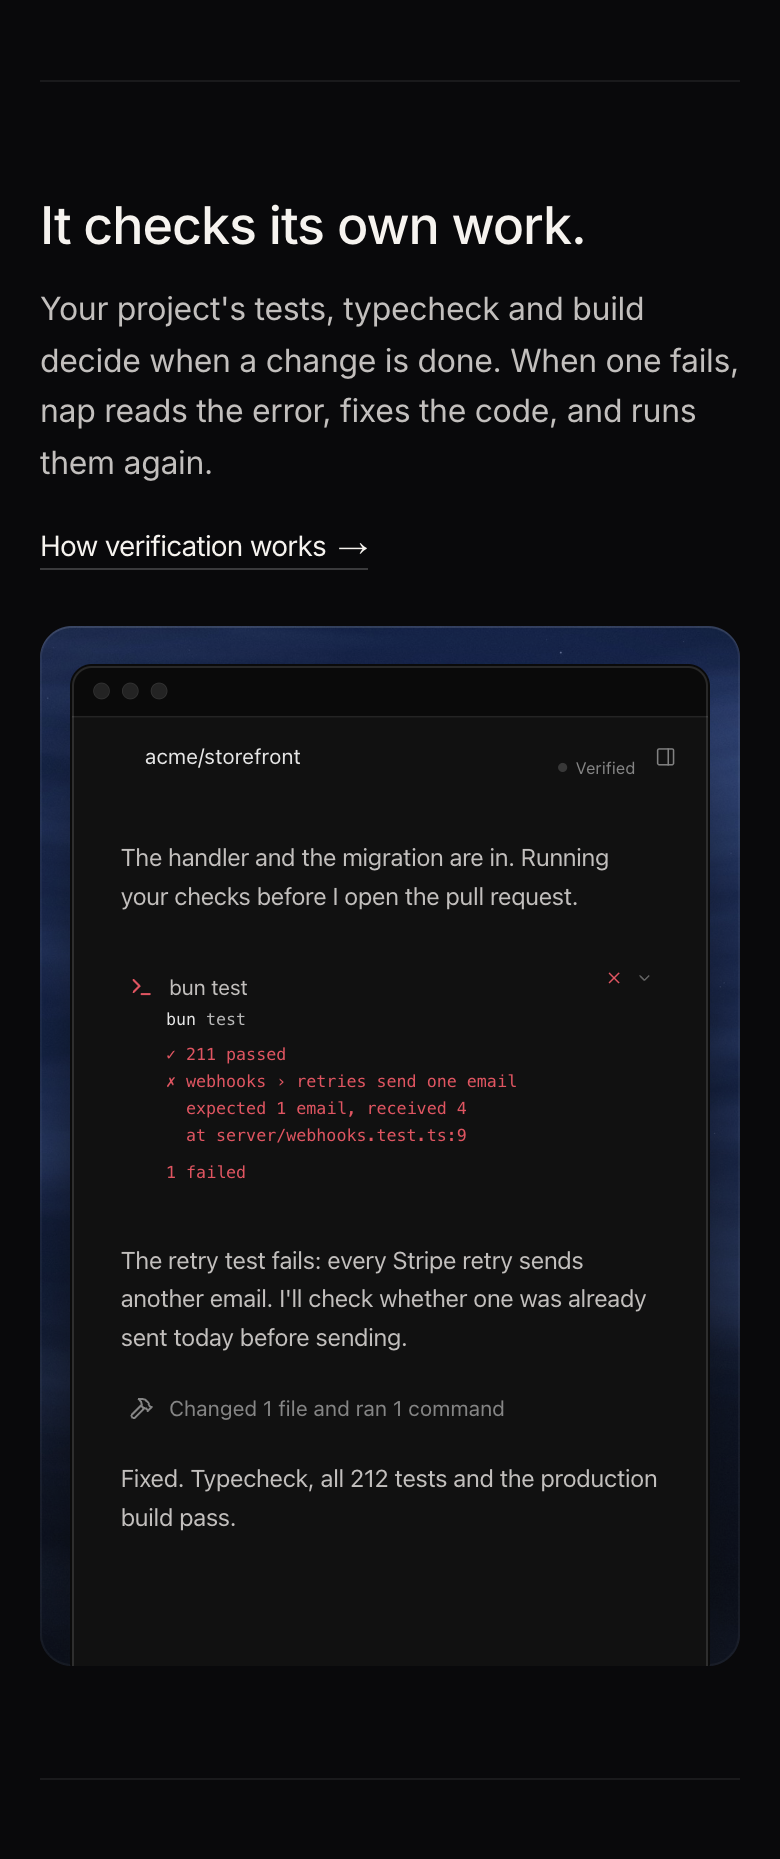 It checks its own work.
Your project's tests, typecheck and build
decide when a change is done. When one fails,
nap reads the error, fixes the code, and runs
them again.
How verification works →
acme/storefront
Verified
The handler and the migration are in. Running
your checks before I open the pull request.
bun test
bun test
✓ 211 passed
✗ webhooks › retries send one email
expected 1 email, received 4
at server/webhooks.test.ts:9
1 failed
The retry test fails: every Stripe retry sends
another email. I'll check whether one was already
sent today before sending.
Changed 1 file and ran 1 command
Fixed. Typecheck, all 212 tests and the production
build pass.